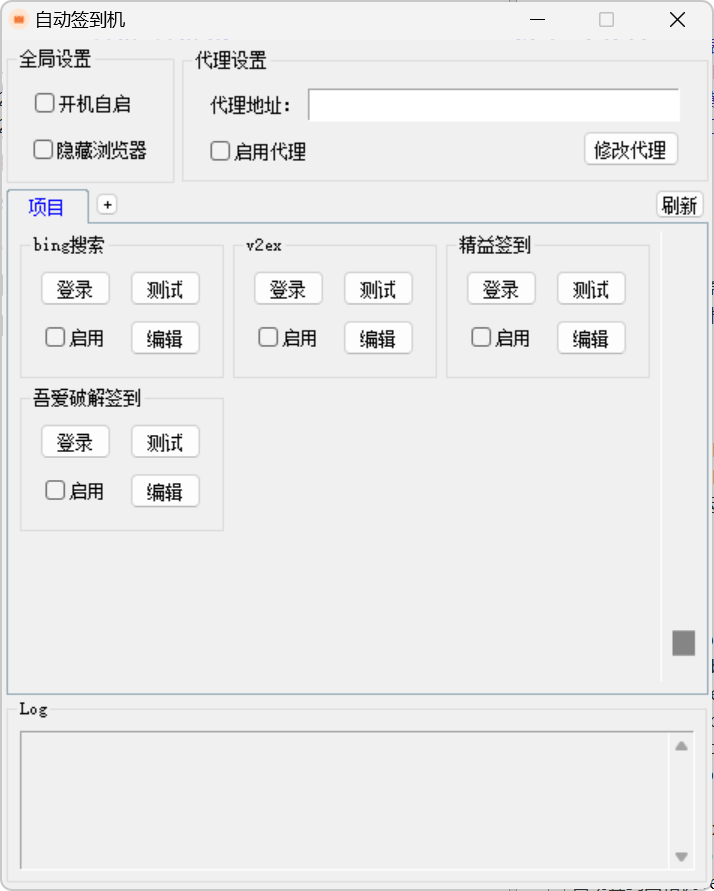 自动签到机
全局设置
开机自启
隐藏浏览器
代理设置
代理地址:
启用代理
修改代理
项目
+
刷新
bing搜索
登录 测试
启用 编辑
v2ex
登录 测试
启用 编辑
精益签到
登录 测试
启用 编辑
吾爱破解签到
登录 测试
启用 编辑
Log